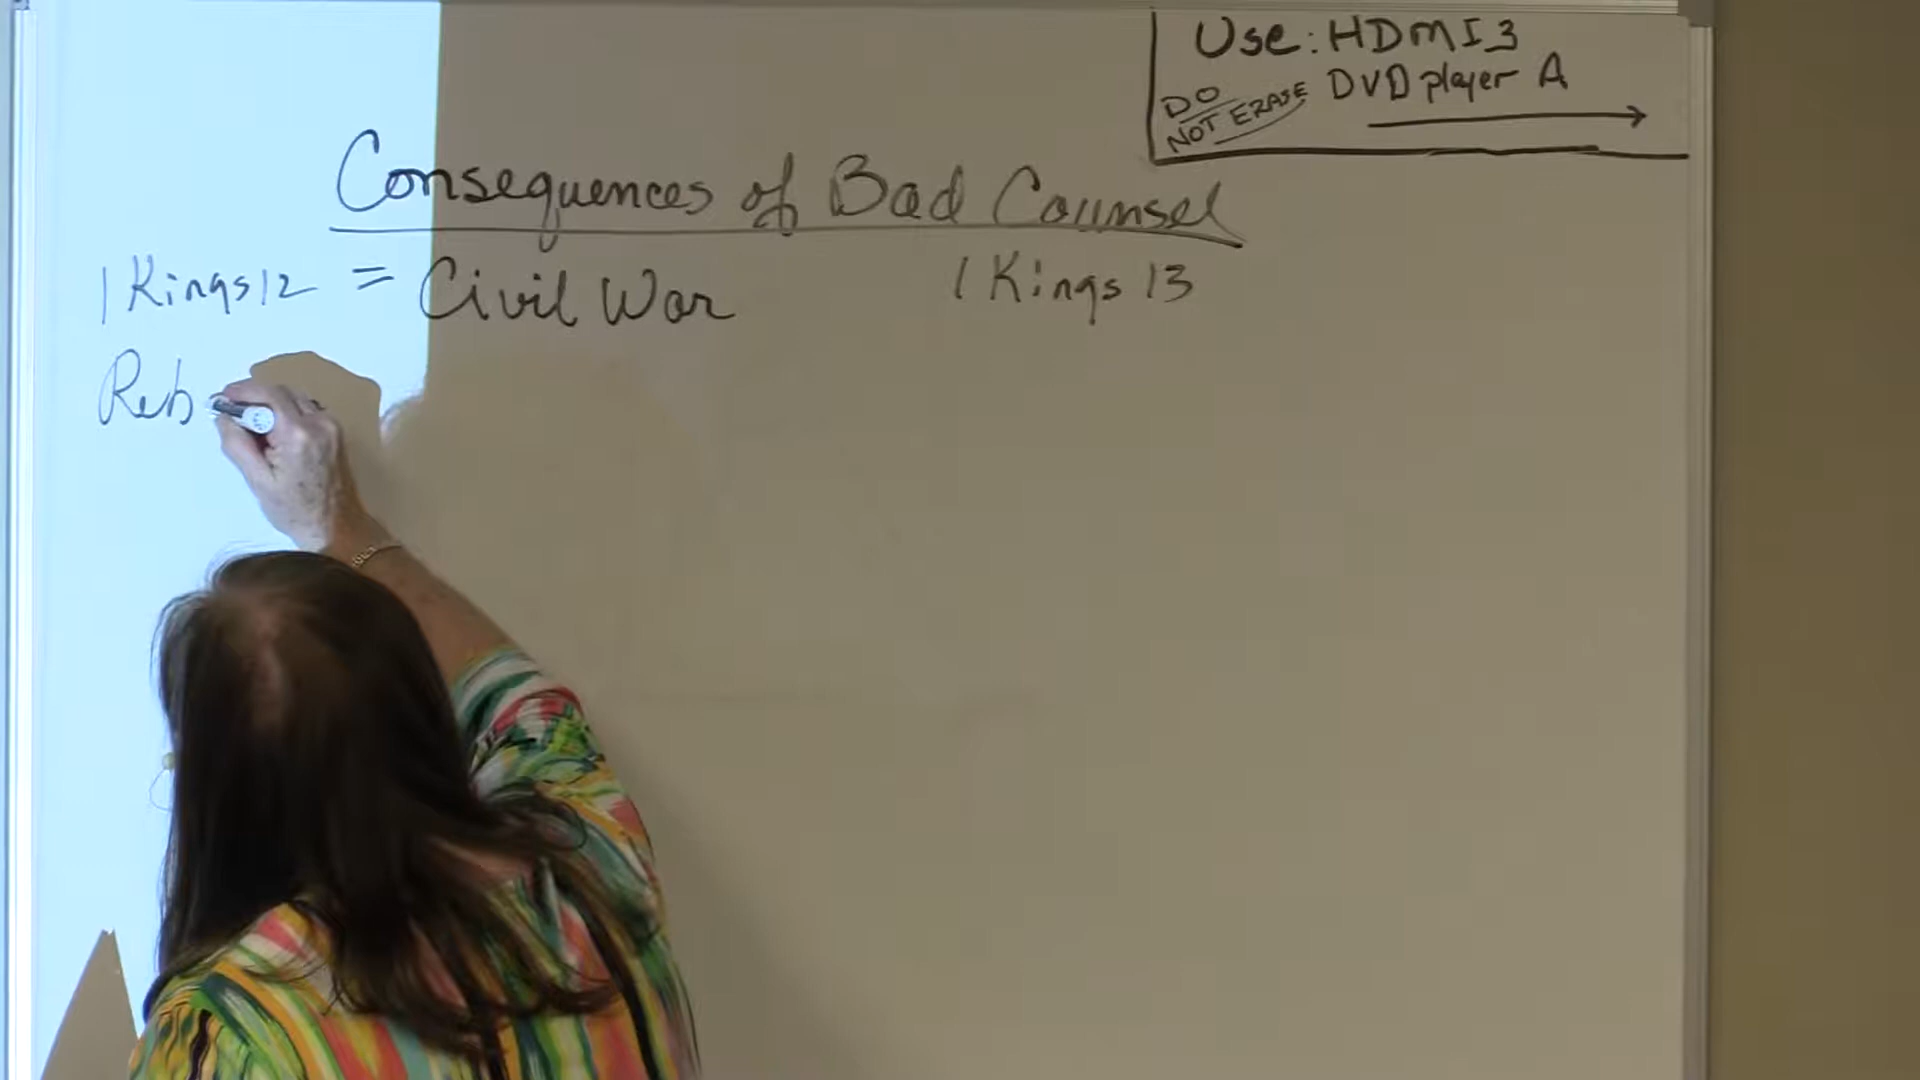 Use: HDMI 3
DO NOT ERASE
DVD player A
Consequences of Bad Counsel
1 Kings 12 = Civil War
1 Kings 13
Reh